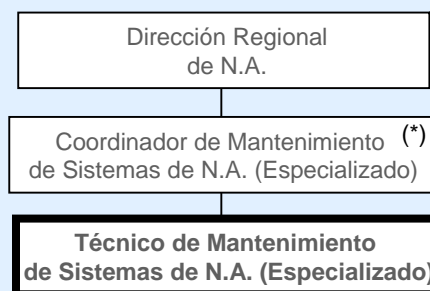 Dirección Regional
de N.A.
Coordinador de Mantenimiento (*)
de Sistemas de N.A. (Especializado)
Técnico de Mantenimiento
de Sistemas de N.A. (Especializado)